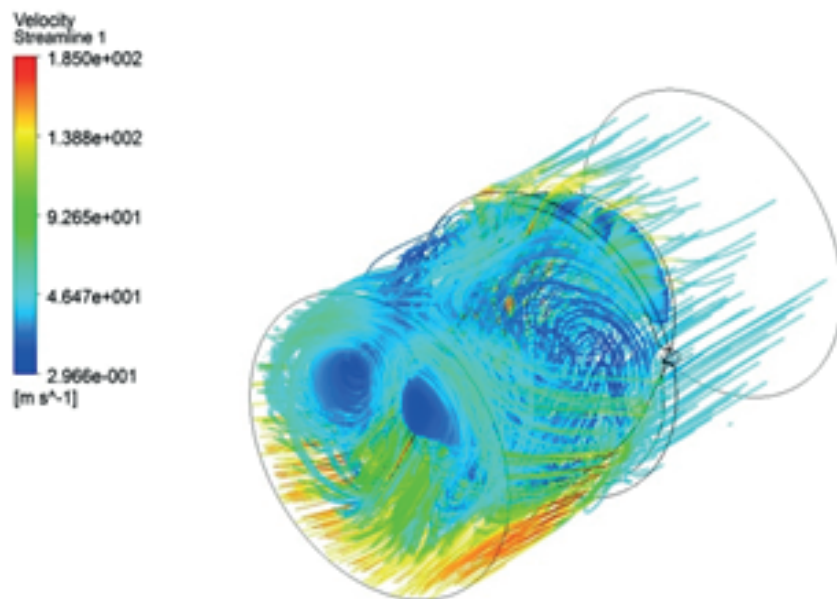 Velocity
Streamline 1
1.850e+002
1.388e+002
9.265e+001
4.647e+001
2.966e-001
[m s^-1]